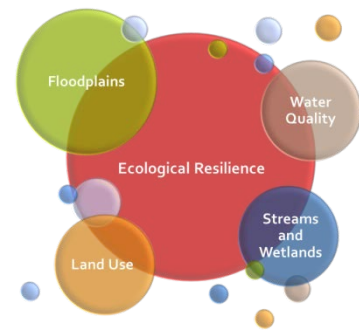 Floodplains
Water
Quality
Ecological Resilience
Streams
and
Wetlands
Land Use